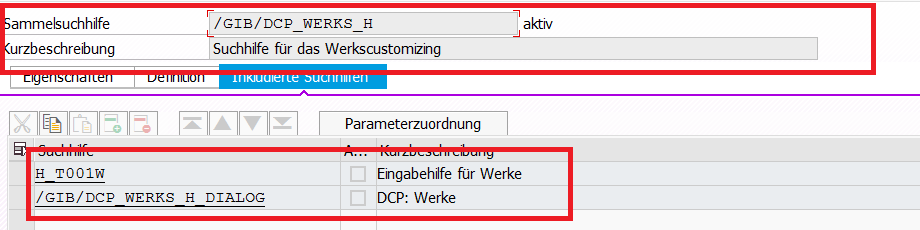 Sammelsuchhilfe /GIB/DCP_WERKS_H aktiv
Kurzbeschreibung Suchhilfe für das Werkscustomizing
Eigenschaften Definition Inkludierte Suchhilfen
Parameterzuordnung
Suchhilfe A... Kurzbeschreibung
H_T001W Eingabehilfe für Werke
/GIB/DCP_WERKS_H_DIALOG DCP: Werke